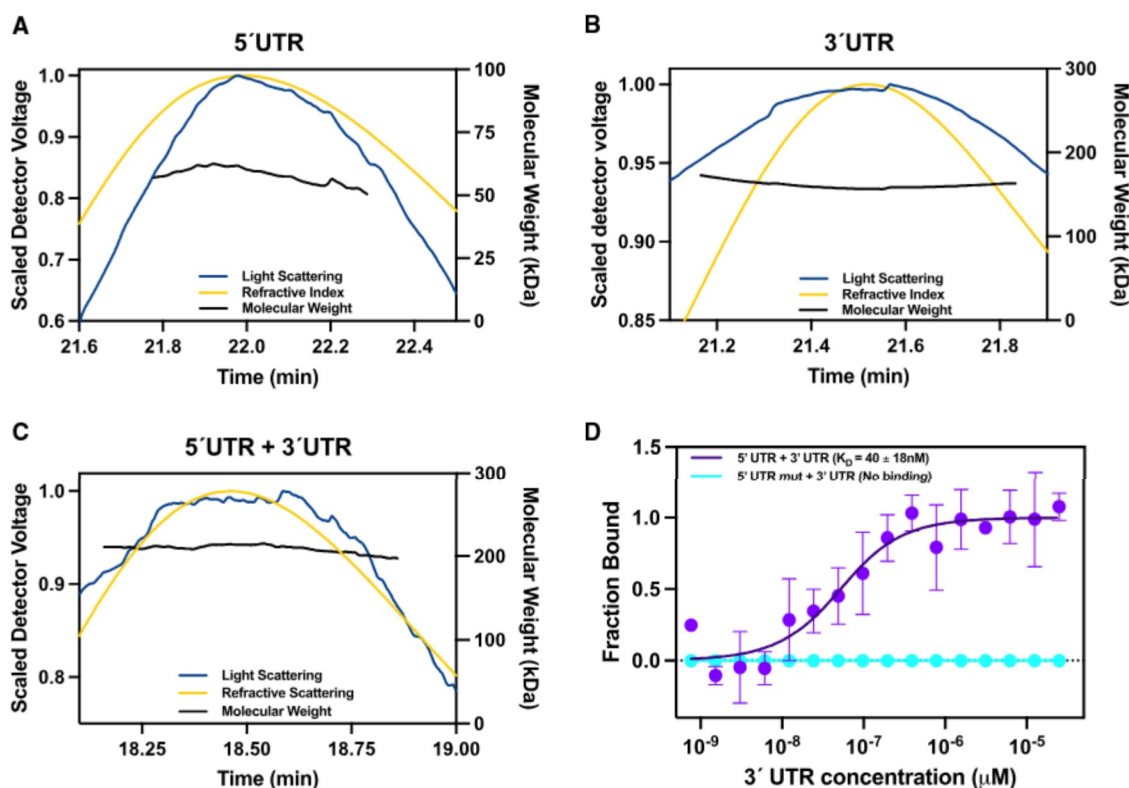 A
5´UTR
Scaled Detector Voltage
1.0
0.9
0.8
0.7
0.6
100
75
50
25
0
Molecular Weight (kDa)
Light Scattering
Refractive Index
Molecular Weight
21.6
21.8
22.0
22.2
22.4
Time (min)
B
3´UTR
Scaled detector voltage
1.00
0.95
0.90
0.85
300
200
100
0
Molecular Weight (kDa)
Light Scattering
Refractive Index
Molecular Weight
21.2
21.4
21.6
21.8
Time (min)
C
5´UTR + 3´UTR
Scaled Detector Voltage
1.0
0.9
0.8
300
200
100
0
Molecular Weight (kDa)
Light Scattering
Refractive Scattering
Molecular Weight
18.25
18.50
18.75
19.00
Time (min)
D
Fraction Bound
1.5
1.0
0.5
0.0
5' UTR + 3' UTR (KD = 40 ± 18nM)
5' UTR mut + 3' UTR (No binding)
10-9
10-8
10-7
10-6
10-5
3´ UTR concentration (μM)